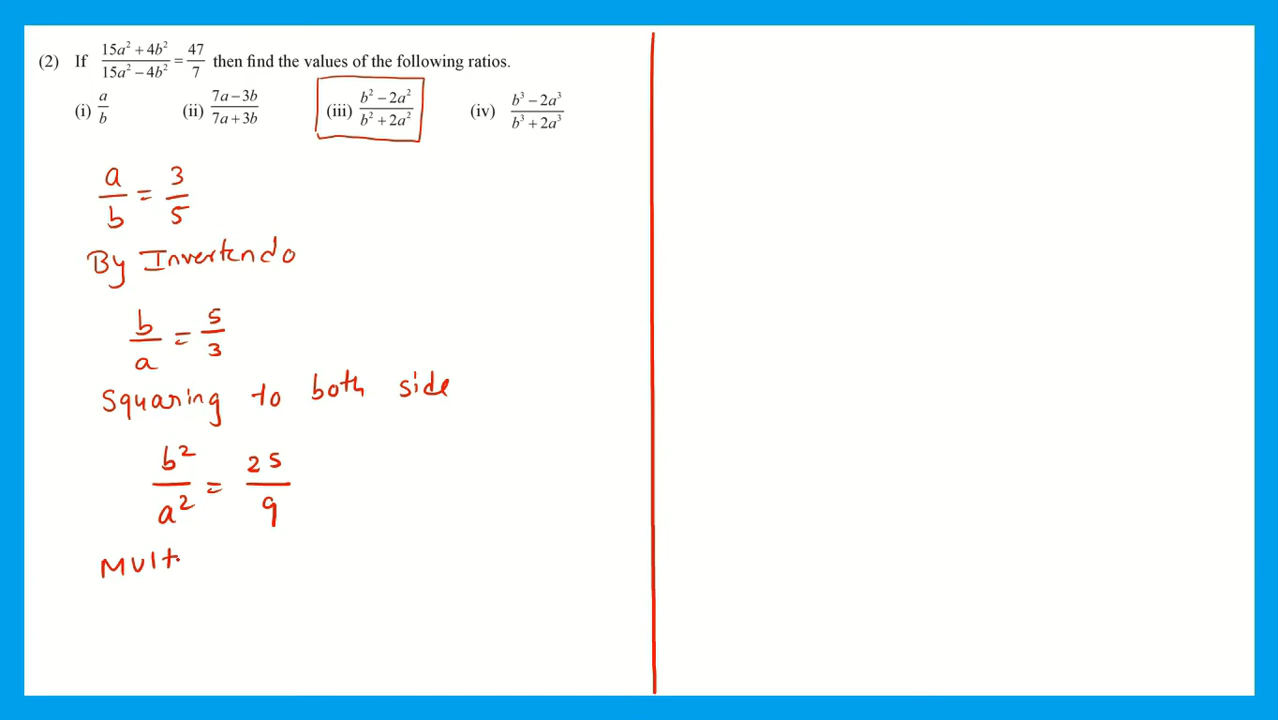 (2) If (15a² + 4b²)/(15a² − 4b²) = 47/7 then find the values of the following ratios.
(i) a/b (ii) (7a − 3b)/(7a + 3b) (iii) (b² − 2a²)/(b² + 2a²) (iv) (b³ − 2a³)/(b³ + 2a³)
a/b = 3/5
By Invertendo
b/a = 5/3
Squaring to both side
b²/a² = 25/9
Mult